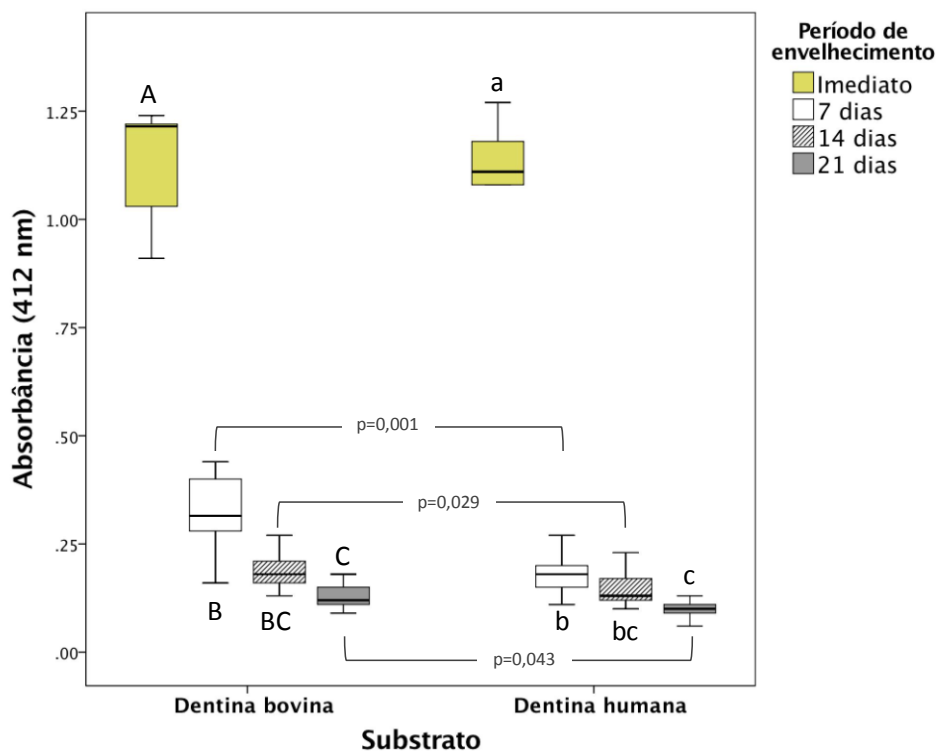 Período de
envelhecimento
Imediato
7 dias
14 dias
21 dias
A
a
1.25
1.00
.75
.50
.25
.00
Absorbância (412 nm)
p=0,001
p=0,029
C
c
B
BC
b
bc
p=0,043
Dentina bovina
Dentina humana
Substrato